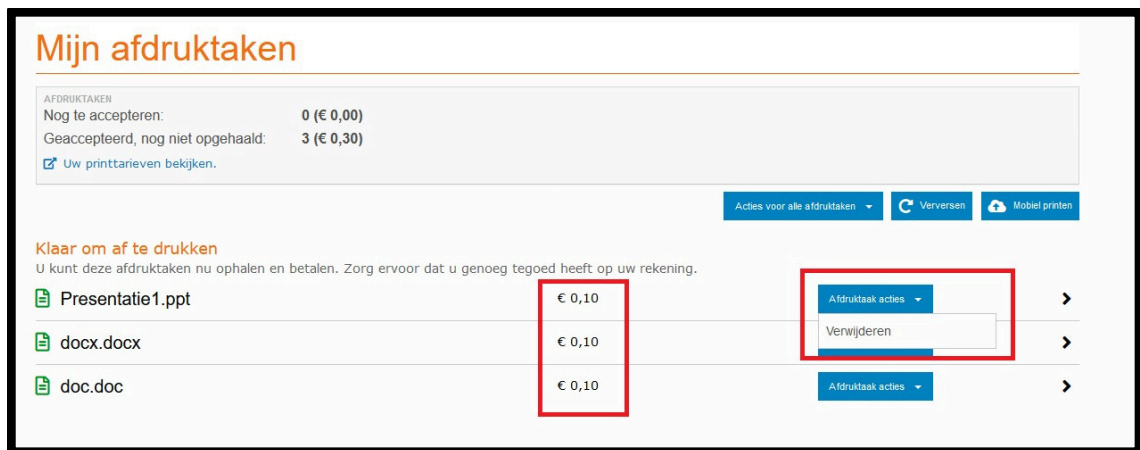 Mijn afdruktaken
AFDRUKTAKEN
Nog te accepteren: 0 (€ 0,00)
Geaccepteerd, nog niet opgehaald: 3 (€ 0,30)
Uw printtarieven bekijken.
Acties voor alle afdruktaken Verversen Mobiel printen
Klaar om af te drukken
U kunt deze afdruktaken nu ophalen en betalen. Zorg ervoor dat u genoeg tegoed heeft op uw rekening.
Presentatie1.ppt € 0,10 Afdruktaak acties
Verwijderen
docx.docx € 0,10
doc.doc € 0,10 Afdruktaak acties